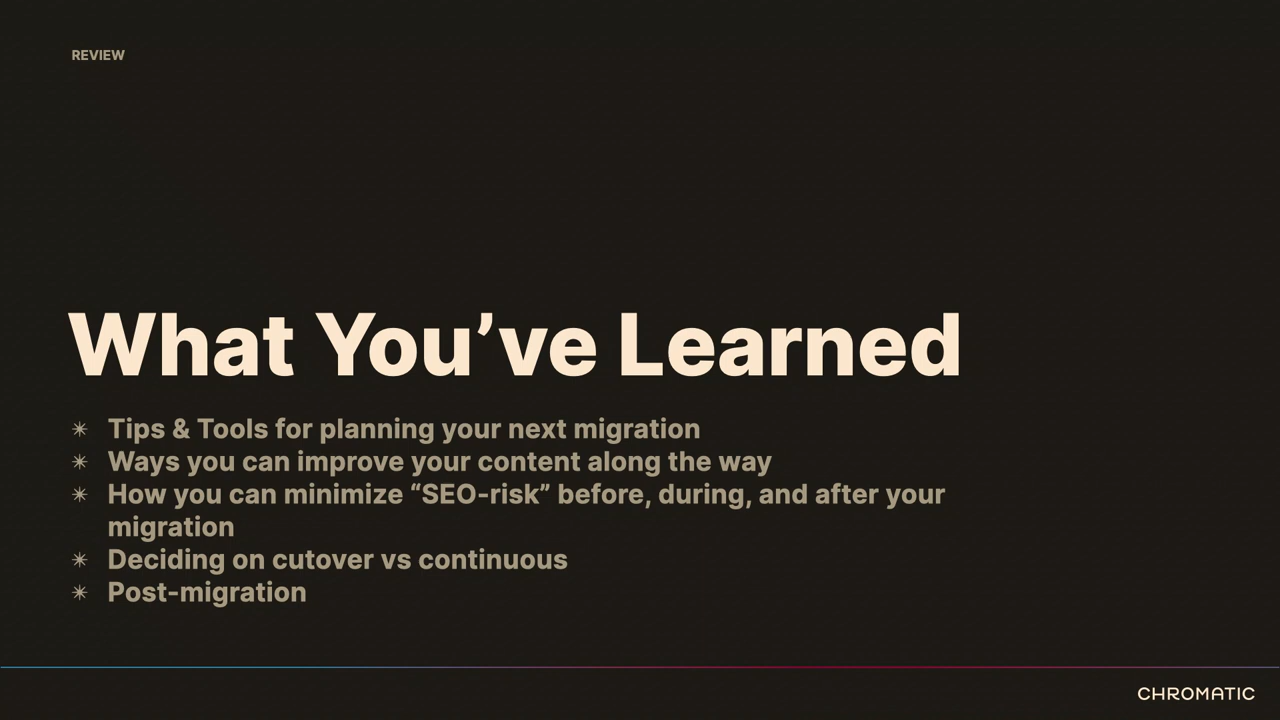 REVIEW
What You’ve Learned
✴ Tips & Tools for planning your next migration
✴ Ways you can improve your content along the way
✴ How you can minimize “SEO-risk” before, during, and after your
migration
✴ Deciding on cutover vs continuous
✴ Post-migration
CHROMATIC